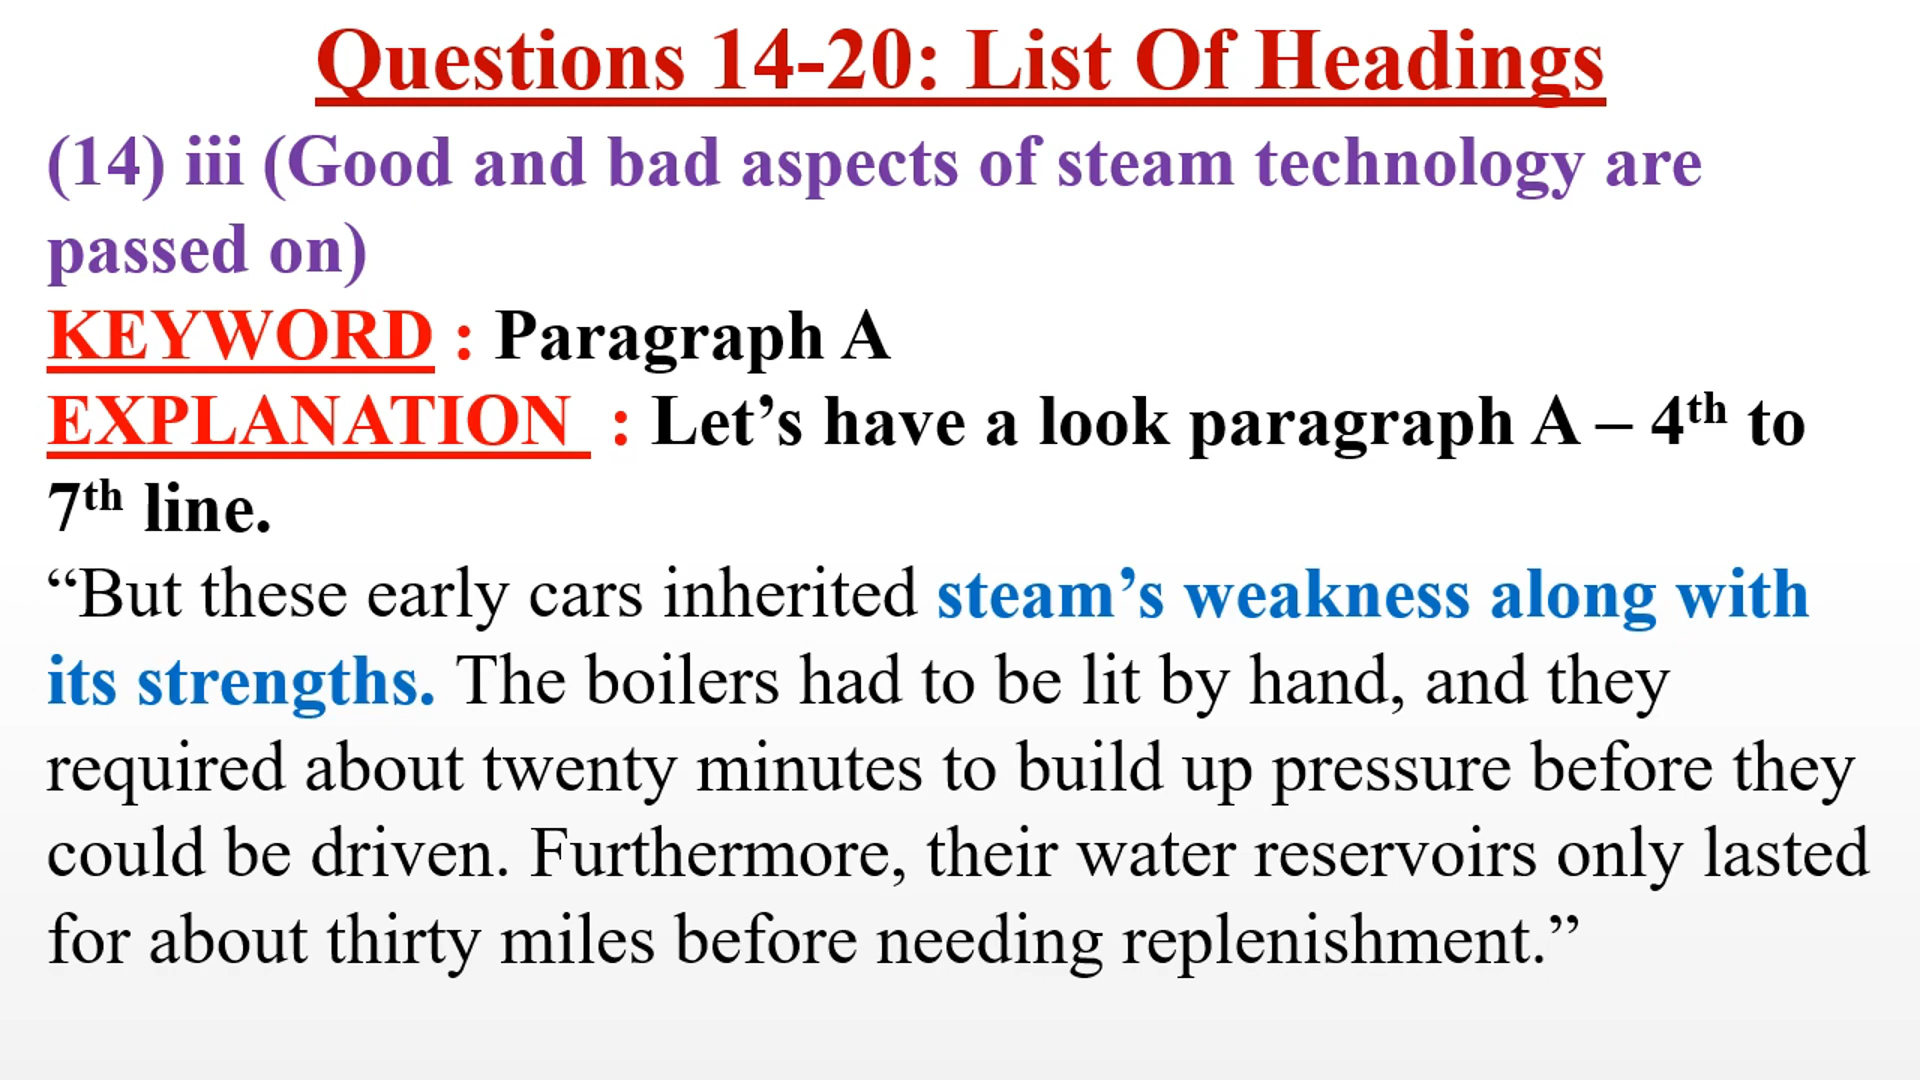 Questions 14-20: List Of Headings
(14) iii (Good and bad aspects of steam technology are
passed on)
KEYWORD : Paragraph A
EXPLANATION : Let’s have a look paragraph A – 4th to
7th line.
“But these early cars inherited steam’s weakness along with
its strengths. The boilers had to be lit by hand, and they
required about twenty minutes to build up pressure before they
could be driven. Furthermore, their water reservoirs only lasted
for about thirty miles before needing replenishment.”